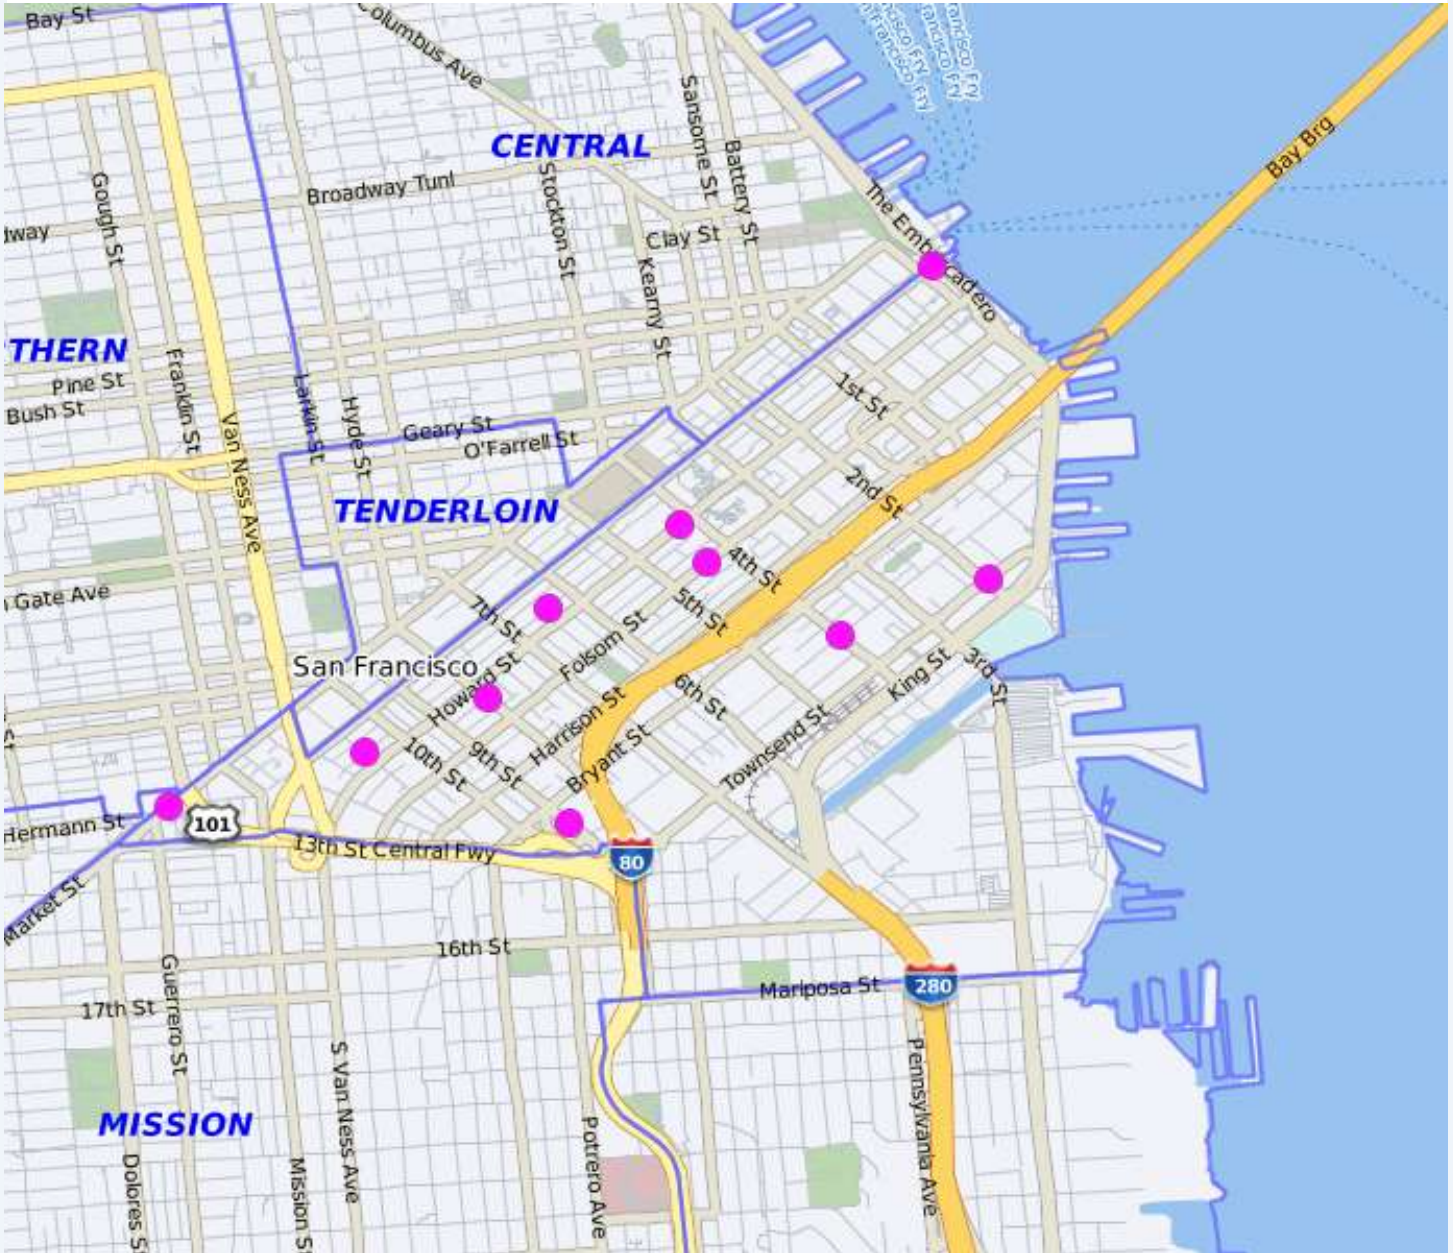 Bay St
Columbus Ave
Francisco Fry
Francisco Fry
Sansome St
Battery St
CENTRAL
Broadway Tunl
Stockton St
Gough St
The Embarcadero
Bay Brg
Clay St
Kearny St
THERN
Pine St
Bush St
Franklin St
Larkin St
Hyde St
1st St
Geary St
O'Farrell St
Van Ness Ave
TENDERLOIN
2nd St
4th St
Gate Ave
5th St
7th St
Folsom St
San Francisco
Howard St
King St
3rd St
6th St
Harrison St
Townsend St
10th St
9th St
Bryant St
101
Hermann St
13th St Central Fwy
80
Market St
16th St
Guerrero St
Mariposa St
280
17th St
S Van Ness Ave
Pennsylvania Ave
MISSION
Potrero Ave
Dolores S
Mission S